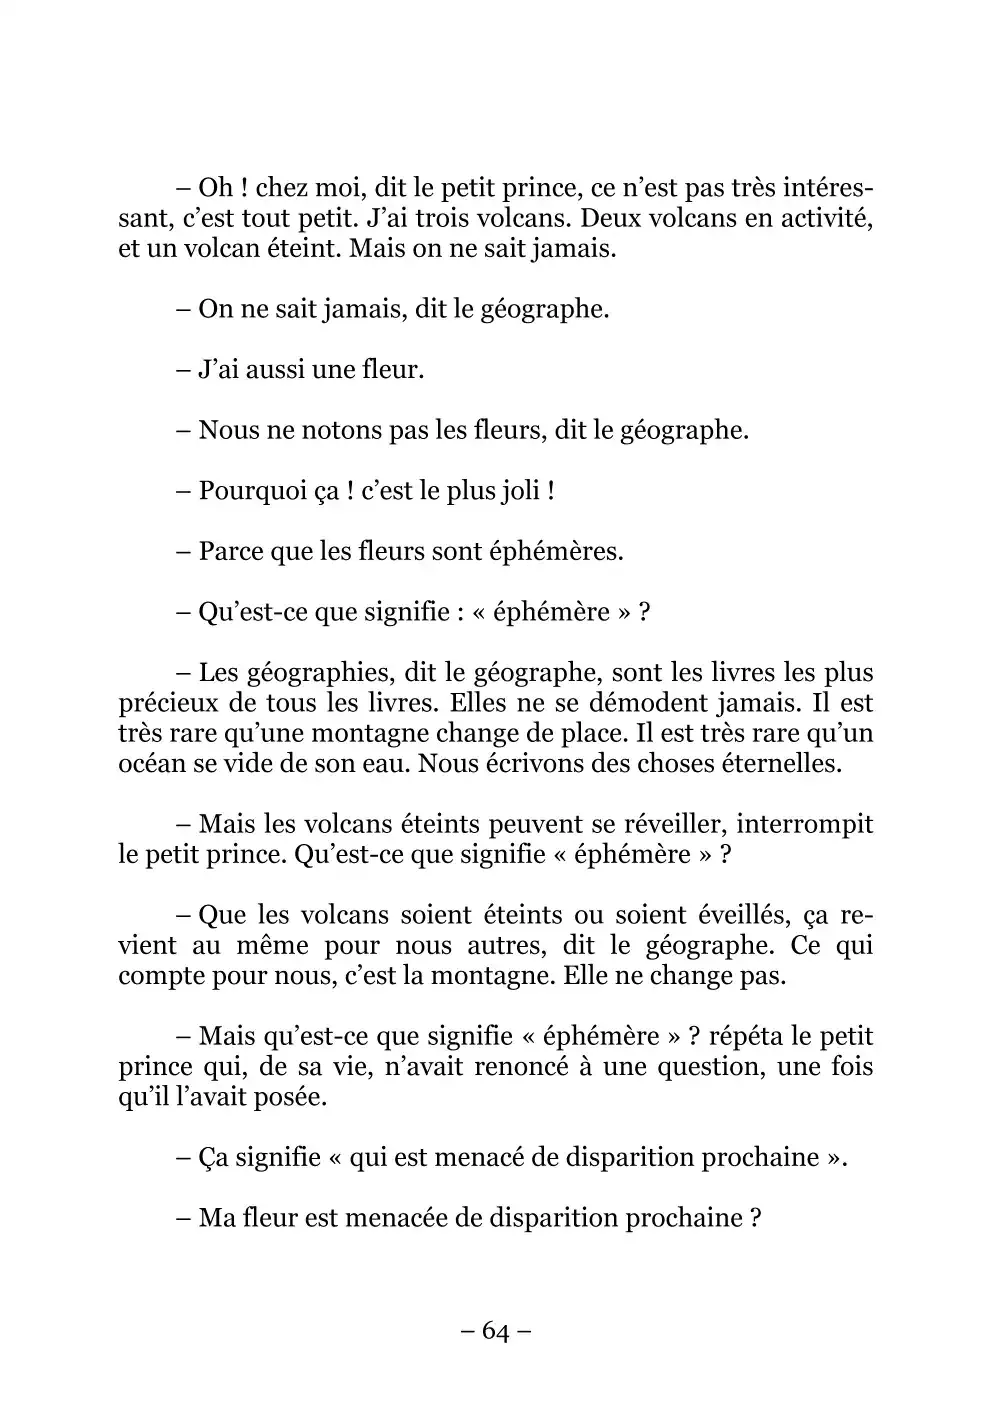 – Oh ! chez moi, dit le petit prince, ce n’est pas très intéres-
sant, c’est tout petit. J’ai trois volcans. Deux volcans en activité,
et un volcan éteint. Mais on ne sait jamais.
– On ne sait jamais, dit le géographe.
– J’ai aussi une fleur.
– Nous ne notons pas les fleurs, dit le géographe.
– Pourquoi ça ! c’est le plus joli !
– Parce que les fleurs sont éphémères.
– Qu’est-ce que signifie : « éphémère » ?
– Les géographies, dit le géographe, sont les livres les plus
précieux de tous les livres. Elles ne se démodent jamais. Il est
très rare qu’une montagne change de place. Il est très rare qu’un
océan se vide de son eau. Nous écrivons des choses éternelles.
– Mais les volcans éteints peuvent se réveiller, interrompit
le petit prince. Qu’est-ce que signifie « éphémère » ?
– Que les volcans soient éteints ou soient éveillés, ça re-
vient au même pour nous autres, dit le géographe. Ce qui
compte pour nous, c’est la montagne. Elle ne change pas.
– Mais qu’est-ce que signifie « éphémère » ? répéta le petit
prince qui, de sa vie, n’avait renoncé à une question, une fois
qu’il l’avait posée.
– Ça signifie « qui est menacé de disparition prochaine ».
– Ma fleur est menacée de disparition prochaine ?
– 64 –